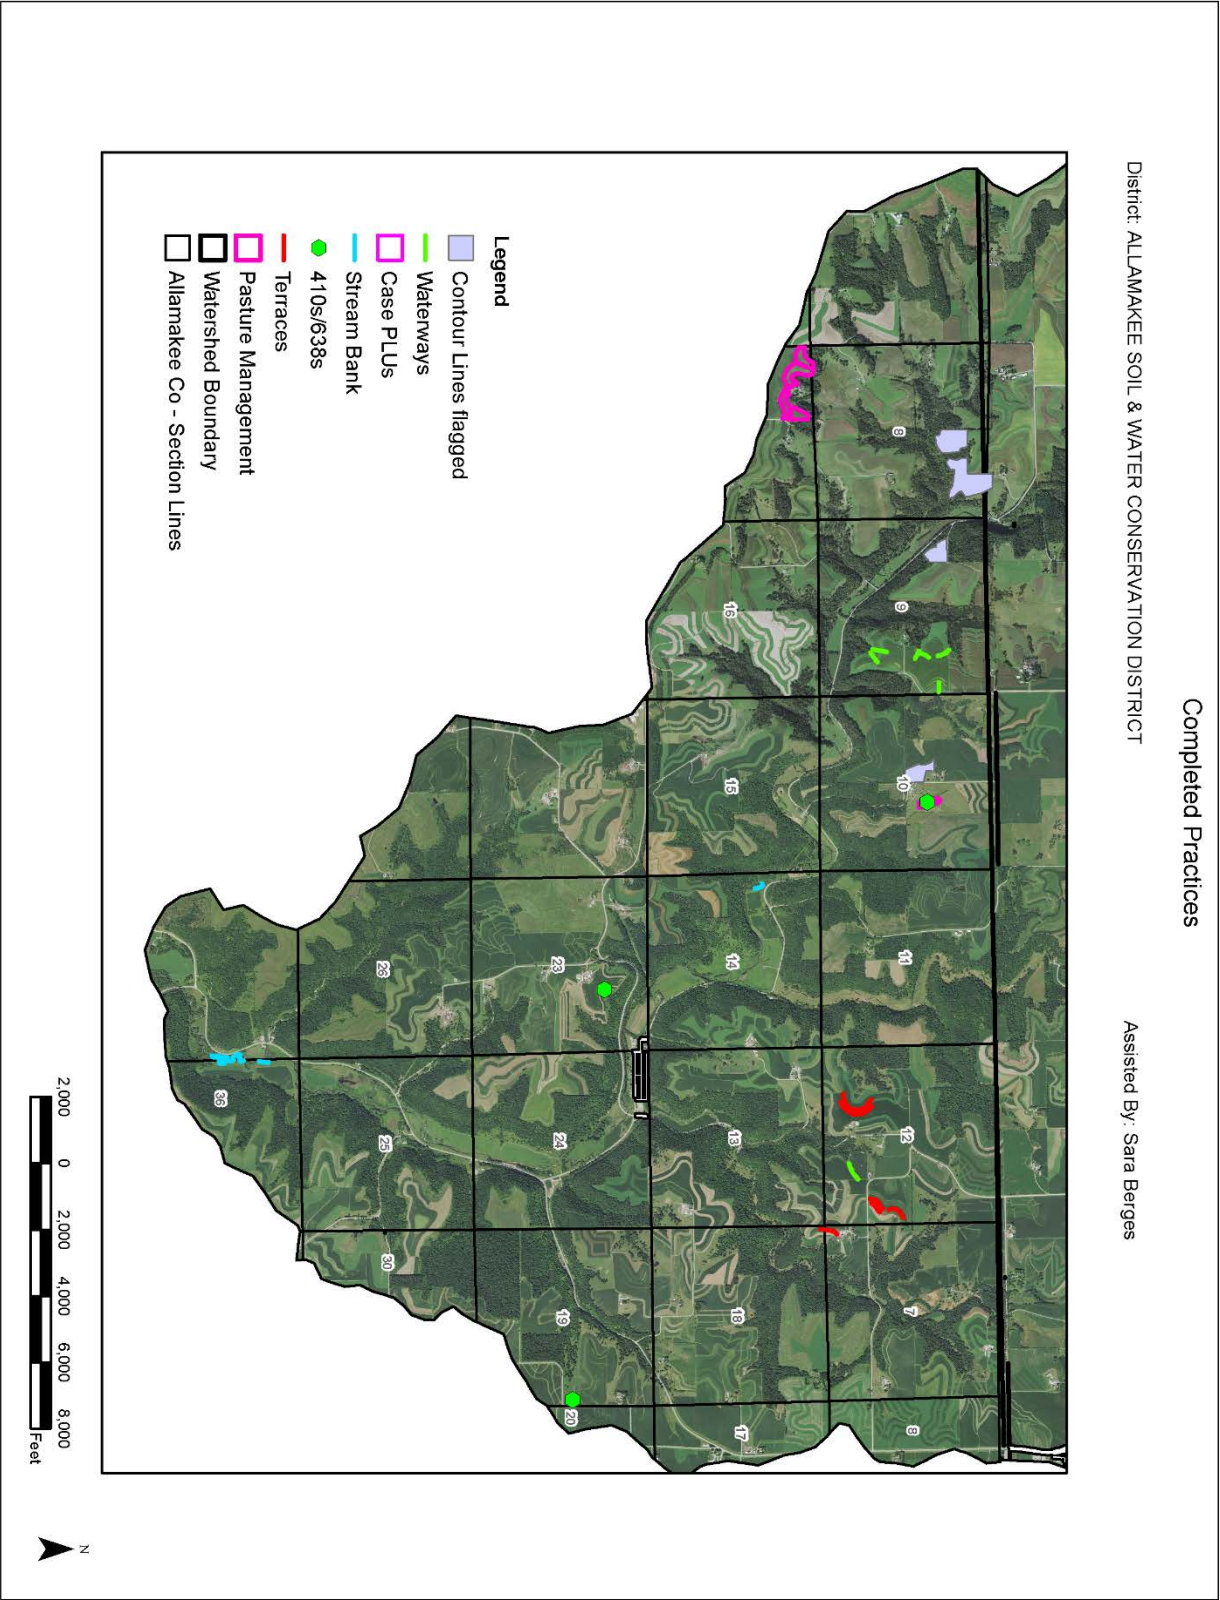 Completed Practices
District: ALLAMAKEE SOIL & WATER CONSERVATION DISTRICT
Assisted By: Sara Berges
8
9
10
11
12
7
8
16
15
14
13
18
17
23
24
19
20
26
25
30
36
Legend
Contour Lines flagged
Waterways
Case PLUs
Stream Bank
410s/638s
Terraces
Pasture Management
Watershed Boundary
Allamakee Co - Section Lines
2,000 0 2,000 4,000 6,000 8,000
Feet
N